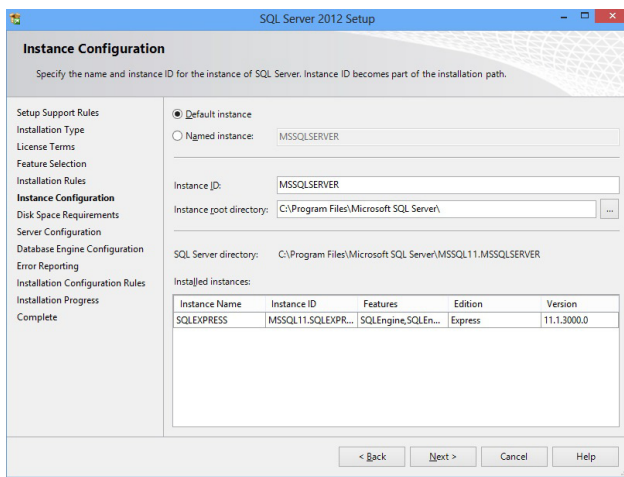 SQL Server 2012 Setup
Instance Configuration
Specify the name and instance ID for the instance of SQL Server. Instance ID becomes part of the installation path.
Setup Support Rules
Installation Type
License Terms
Feature Selection
Installation Rules
Instance Configuration
Disk Space Requirements
Server Configuration
Database Engine Configuration
Error Reporting
Installation Configuration Rules
Installation Progress
Complete
Default instance
Named instance: MSSQLSERVER
Instance ID: MSSQLSERVER
Instance root directory: C:\Program Files\Microsoft SQL Server\ ...
SQL Server directory: C:\Program Files\Microsoft SQL Server\MSSQL11.MSSQLSERVER
Installed instances:
Instance Name Instance ID Features Edition Version
SQLEXPRESS MSSQL11.SQLEXPR... SQLEngine,SQLEn... Express 11.1.3000.0
< Back Next > Cancel Help